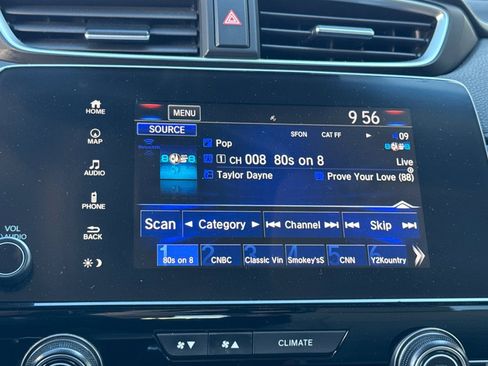 MENU
9 56
SOURCE
SFON CAT FF
09
HOME
Pop
MAP
1 CH 008 80s on 8
Live
AUDIO
Taylor Dayne
Prove Your Love (88)
PHONE
VOL
AUDIO
BACK
Scan
Category
Channel
Skip
1 80s on 8
2 CNBC
3 Classic Vin
4 Smokey'sS
5 CNN
6 Y2Kountry
CLIMATE